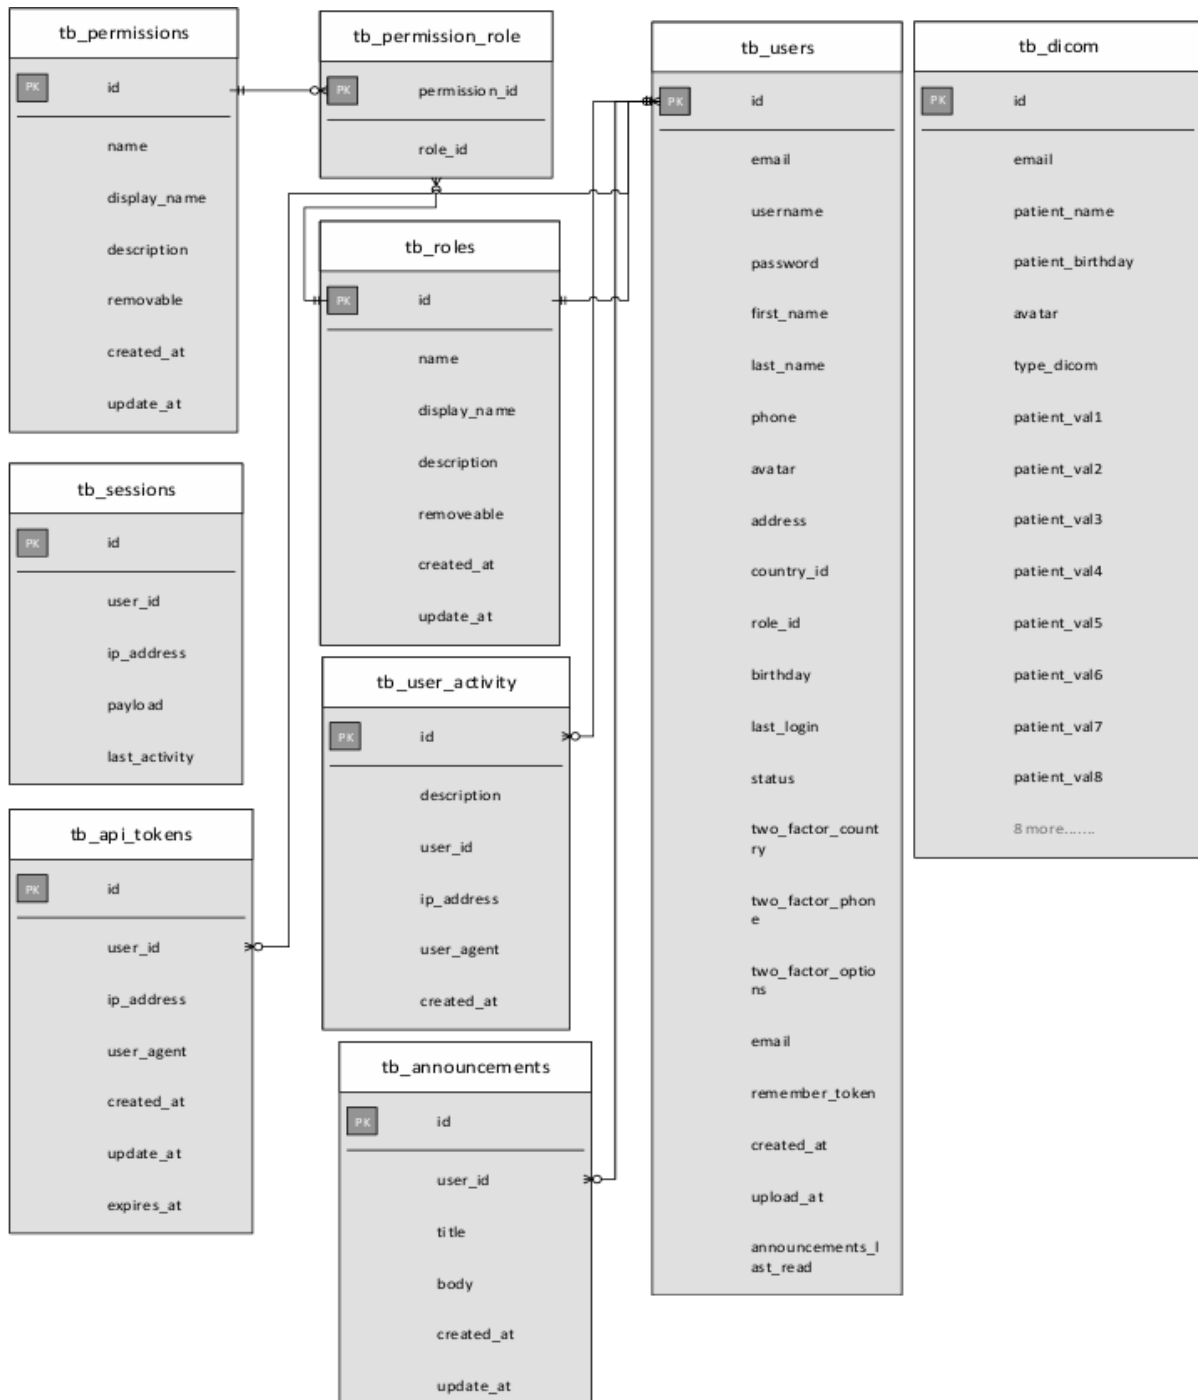 tb_permissions
PK
id
name
display_name
description
removable
created_at
update_at
tb_permission_role
PK
permission_id
role_id
tb_roles
PK
id
name
display_name
description
removeable
created_at
update_at
tb_users
PK
id
email
username
password
first_name
last_name
phone
avatar
address
country_id
role_id
birthday
last_login
status
two_factor_count
ry
two_factor_phon
e
two_factor_optio
ns
email
remember_token
created_at
upload_at
announcements_l
ast_read
tb_dicom
PK
id
email
patient_name
patient_birthday
avatar
type_dicom
patient_val1
patient_val2
patient_val3
patient_val4
patient_val5
patient_val6
patient_val7
patient_val8
8 more.......
tb_sessions
PK
id
user_id
ip_address
payload
last_activity
tb_user_activity
PK
id
description
user_id
ip_address
user_agent
created_at
tb_api_tokens
PK
id
user_id
ip_address
user_agent
created_at
update_at
expires_at
tb_announcements
PK
id
user_id
title
body
created_at
update_at